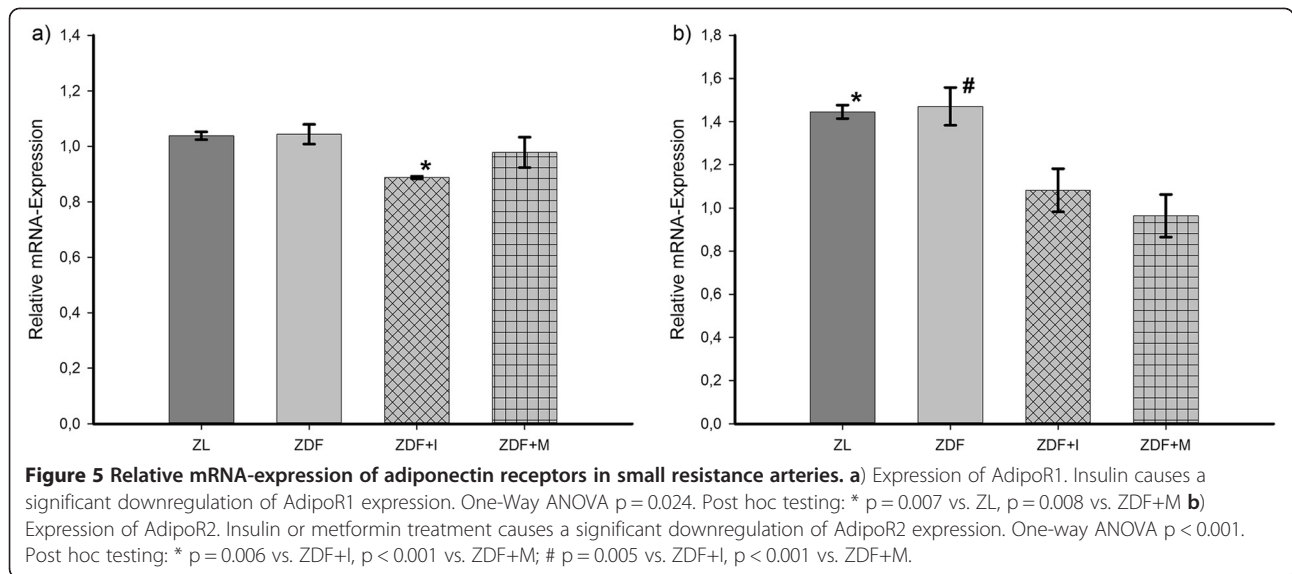 a)
1,4
1,2
1,0
0,8
0,6
0,4
0,2
0,0
Relative mRNA-Expression
*
ZL
ZDF
ZDF+I
ZDF+M
b)
1,8
1,6
1,4
1,2
1,0
0,8
0,6
0,4
0,2
0,0
Relative mRNA-Expression
*
#
ZL
ZDF
ZDF+I
ZDF+M
Figure 5 Relative mRNA-expression of adiponectin receptors in small resistance arteries. a) Expression of AdipoR1. Insulin causes a
significant downregulation of AdipoR1 expression. One-Way ANOVA p = 0.024. Post hoc testing: * p = 0.007 vs. ZL, p = 0.008 vs. ZDF+M b)
Expression of AdipoR2. Insulin or metformin treatment causes a significant downregulation of AdipoR2 expression. One-way ANOVA p < 0.001.
Post hoc testing: * p = 0.006 vs. ZDF+I, p < 0.001 vs. ZDF+M; # p = 0.005 vs. ZDF+I, p < 0.001 vs. ZDF+M.